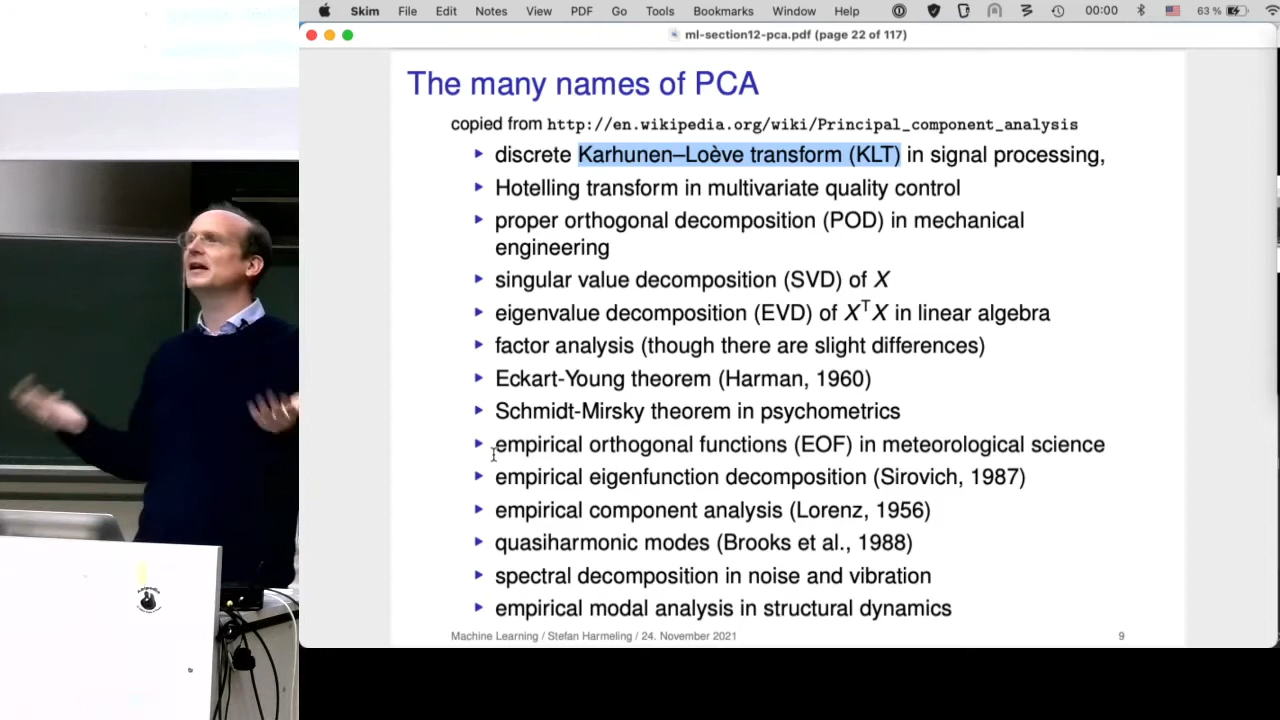 Skim File Edit Notes View PDF Go Tools Bookmarks Window Help 00:00 63 %
ml-section12-pca.pdf (page 22 of 117)
The many names of PCA
copied from http://en.wikipedia.org/wiki/Principal_component_analysis
discrete Karhunen–Loève transform (KLT) in signal processing,
Hotelling transform in multivariate quality control
proper orthogonal decomposition (POD) in mechanical
engineering
singular value decomposition (SVD) of X
eigenvalue decomposition (EVD) of XᵀX in linear algebra
factor analysis (though there are slight differences)
Eckart-Young theorem (Harman, 1960)
Schmidt-Mirsky theorem in psychometrics
empirical orthogonal functions (EOF) in meteorological science
empirical eigenfunction decomposition (Sirovich, 1987)
empirical component analysis (Lorenz, 1956)
quasiharmonic modes (Brooks et al., 1988)
spectral decomposition in noise and vibration
empirical modal analysis in structural dynamics
Machine Learning / Stefan Harmeling / 24. November 2021 9